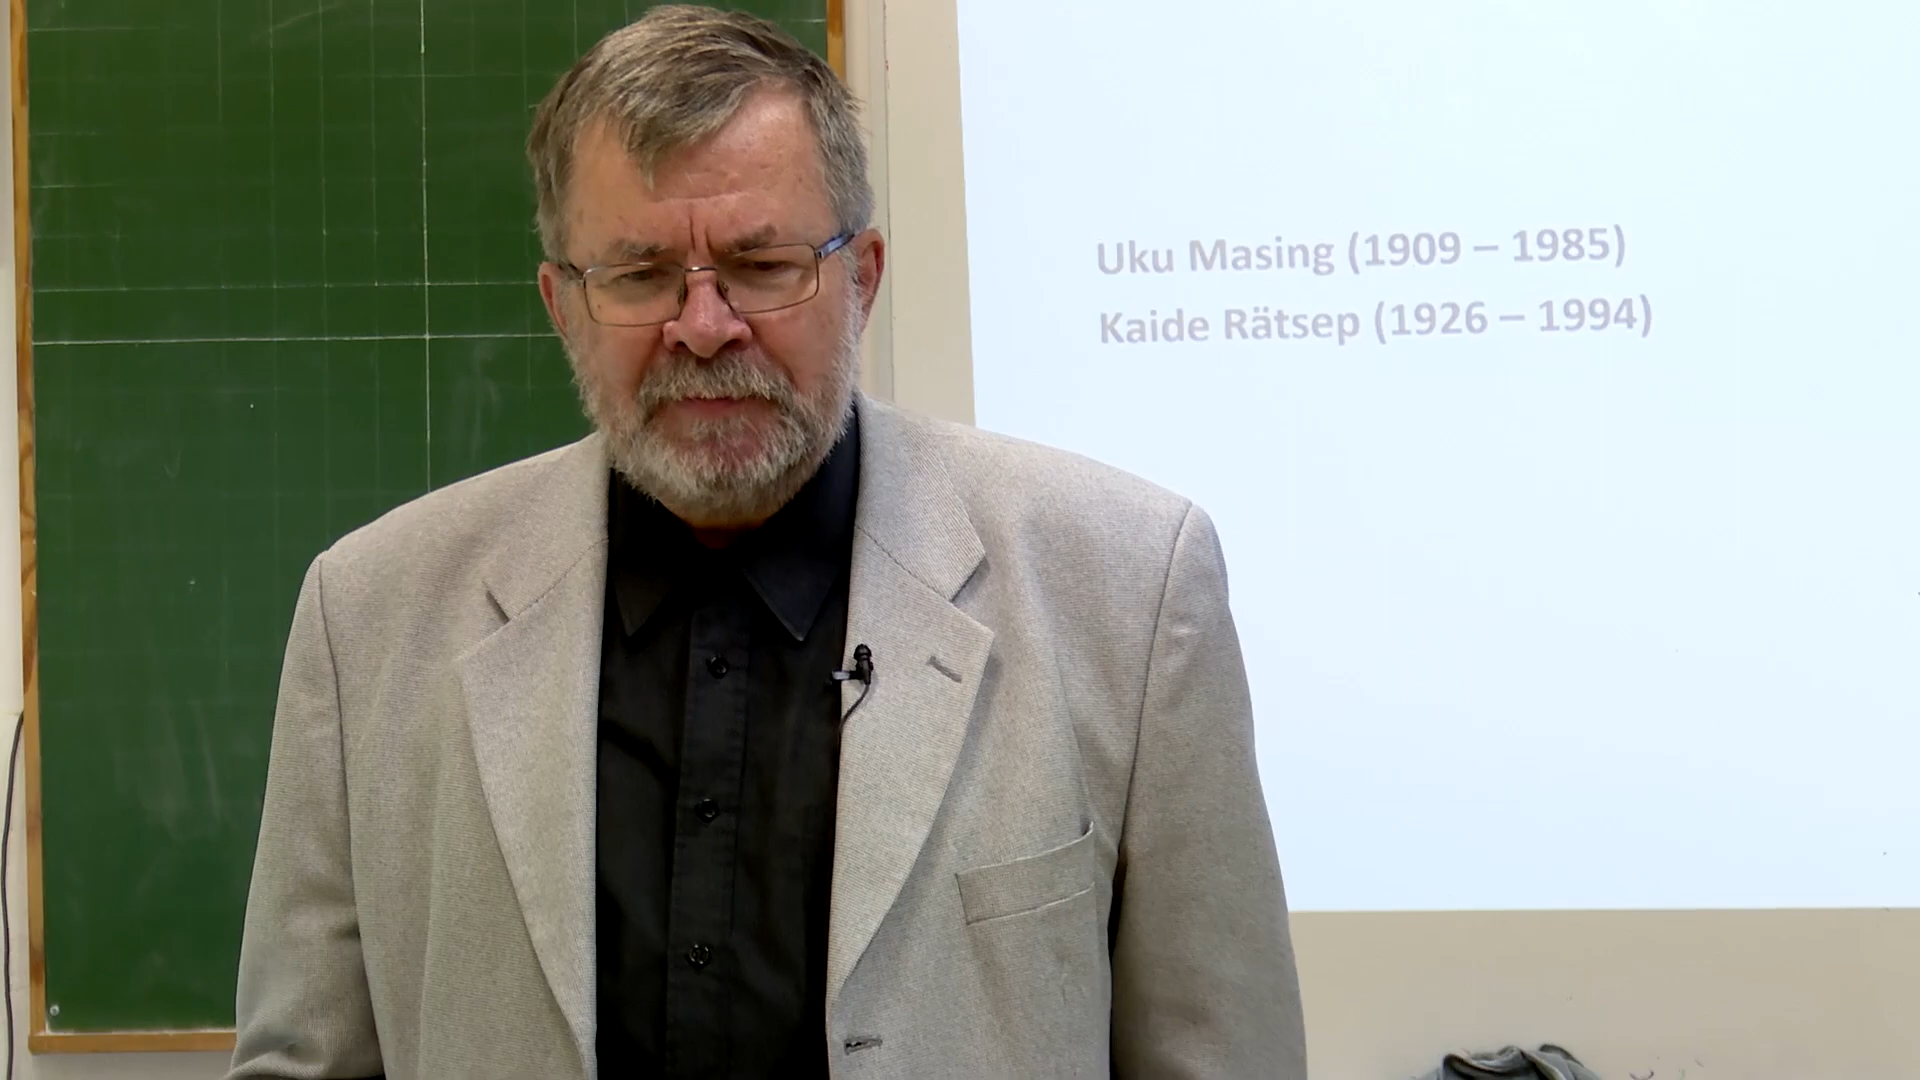 Uku Masing (1909 – 1985)
Kaide Rätsep (1926 – 1994)